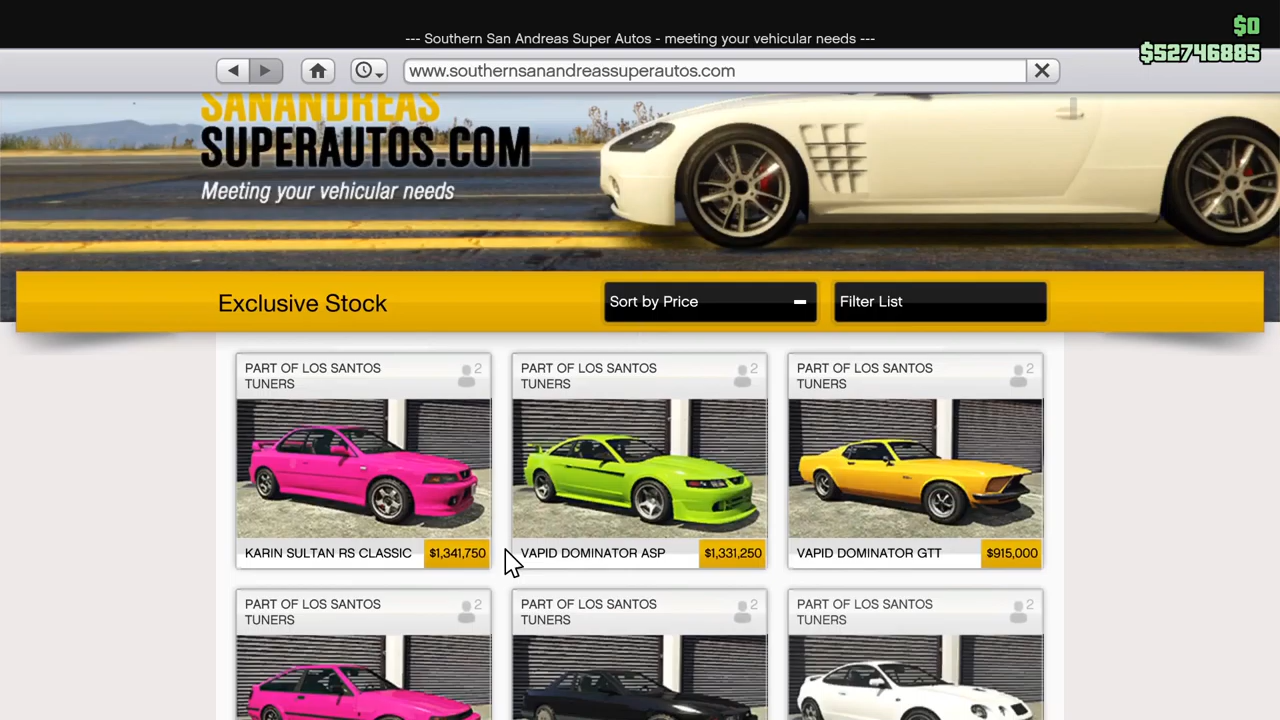 $0
--- Southern San Andreas Super Autos - meeting your vehicular needs ---
$52746885
www.southernsanandreassuperautos.com
SANANDREAS
SUPERAUTOS.COM
Meeting your vehicular needs
Exclusive Stock
Sort by Price
Filter List
PART OF LOS SANTOS
TUNERS
2
PART OF LOS SANTOS
TUNERS
2
PART OF LOS SANTOS
TUNERS
2
KARIN SULTAN RS CLASSIC
$1,341,750
VAPID DOMINATOR ASP
$1,331,250
VAPID DOMINATOR GTT
$915,000
PART OF LOS SANTOS
TUNERS
2
PART OF LOS SANTOS
TUNERS
2
PART OF LOS SANTOS
TUNERS
2